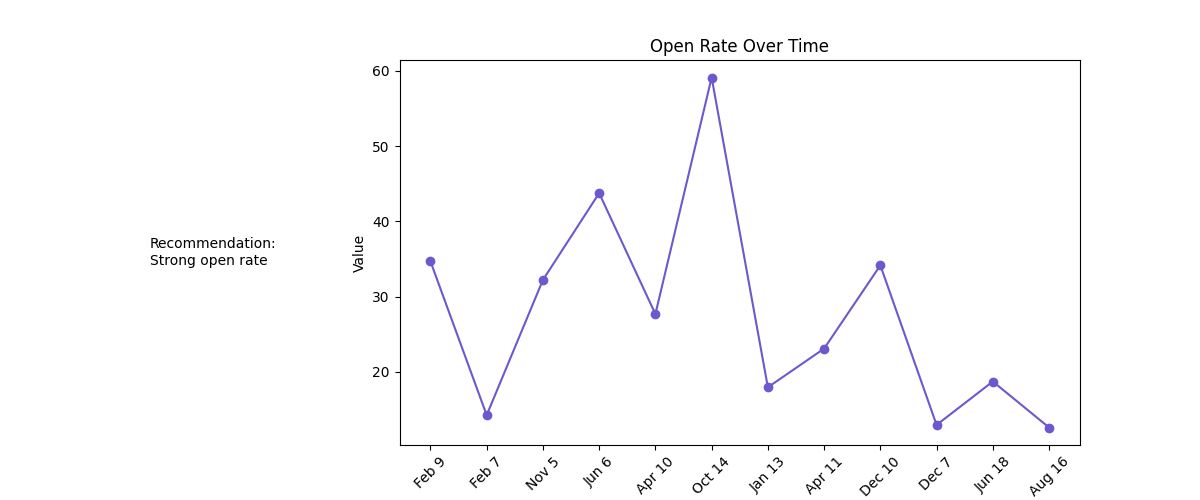 Open Rate Over Time
Recommendation:
Strong open rate
Value
60
50
40
30
20
Feb 9
Feb 7
Nov 5
Jun 6
Apr 10
Oct 14
Jan 13
Apr 11
Dec 10
Dec 7
Jun 18
Aug 16